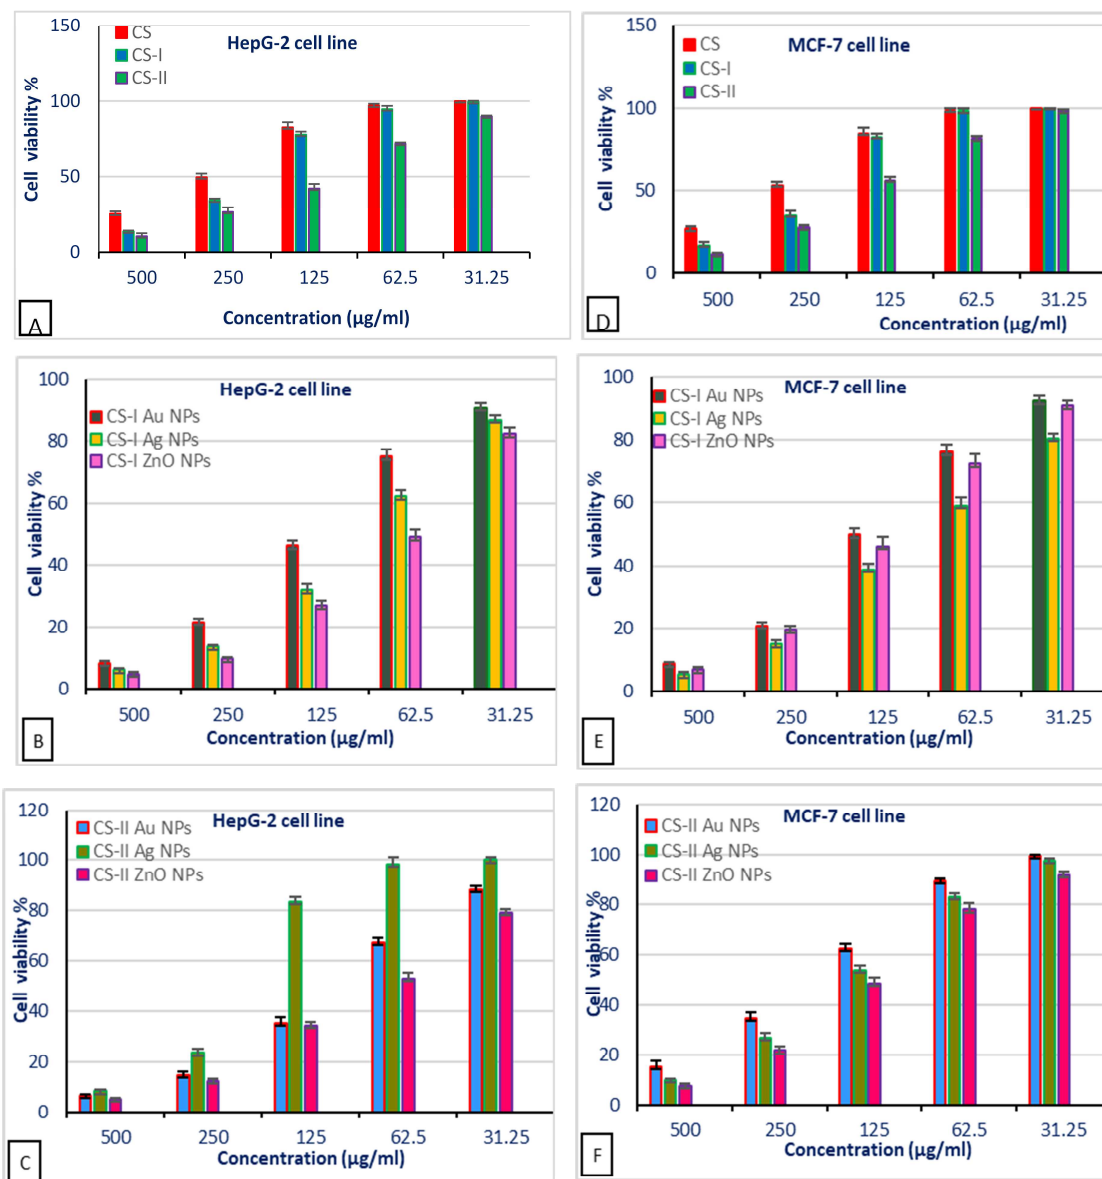 150
CS
HepG-2 cell line
CS-I
CS-II
100
50
0
Cell viability %
500 250 125 62.5 31.25
Concentration (µg/ml)
A
150
CS
MCF-7 cell line
CS-I
CS-II
100
50
0
Cell viability %
500 250 125 62.5 31.25
Concentration (µg/ml)
D
100
HepG-2 cell line
CS-I Au NPs
CS-I Ag NPs
CS-I ZnO NPs
80
60
40
20
0
Cell viability %
500 250 125 62.5 31.25
Concentration (µg/ml)
B
100
MCF-7 cell line
CS-I Au NPs
CS-I Ag NPs
CS-I ZnO NPs
80
60
40
20
0
Cell viability %
500 250 125 62.5 31.25
Concentration (µg/ml)
E
120
HepG-2 cell line
CS-II Au NPs
CS-II Ag NPs
CS-II ZnO NPs
100
80
60
40
20
0
Cell viability %
500 250 125 62.5 31.25
Concentration (µg/ml)
C
120
MCF-7 cell line
CS-II Au NPs
CS-II Ag NPs
CS-II ZnO NPs
100
80
60
40
20
0
Cell viability %
500 250 125 62.5 31.25
Concentration (µg/ml)
F